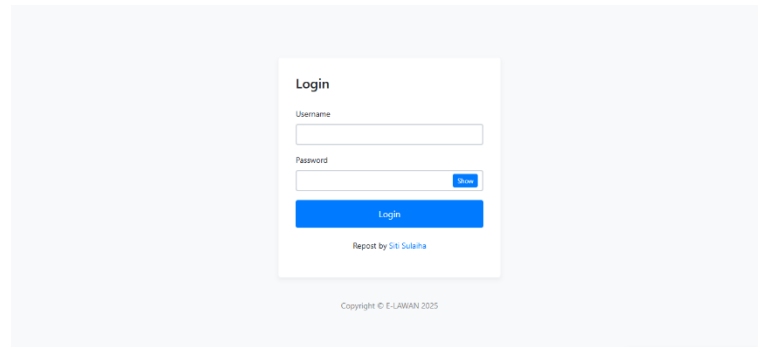 Login
Username
Password
Show
Login
Repost by Siti Sulaiha
Copyright © E-LAWAN 2025